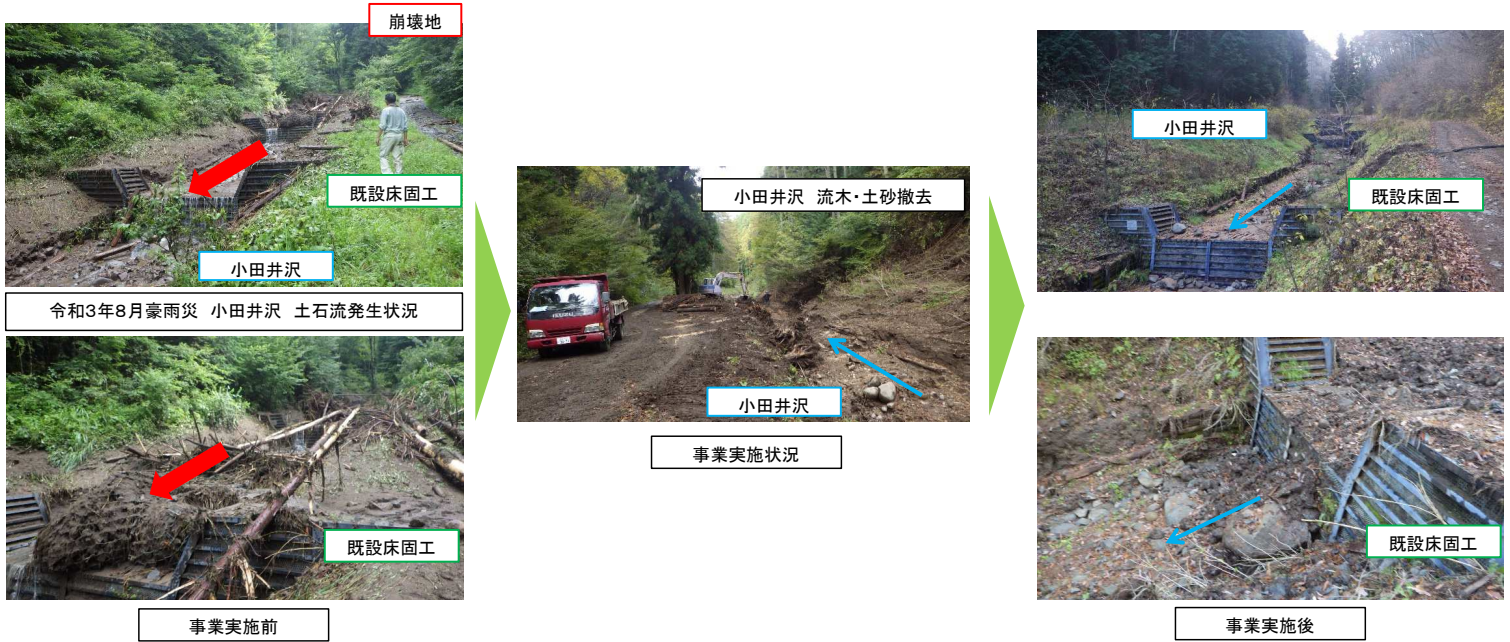 崩壊地
既設床固工
小田井沢
令和3年8月豪雨災 小田井沢 土石流発生状況
既設床固工
事業実施前
小田井沢 流木・土砂撤去
小田井沢
事業実施状況
小田井沢
既設床固工
既設床固工
事業実施後